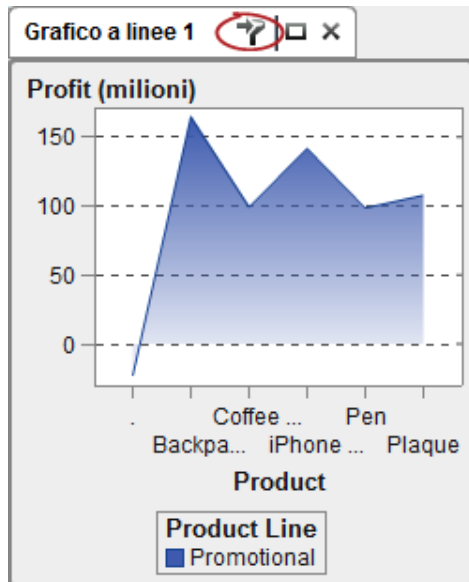 Grafico a linee 1
Profit (milioni)
150
100
50
0
. Coffee ... Pen
Backpa... iPhone ... Plaque
Product
Product Line
Promotional